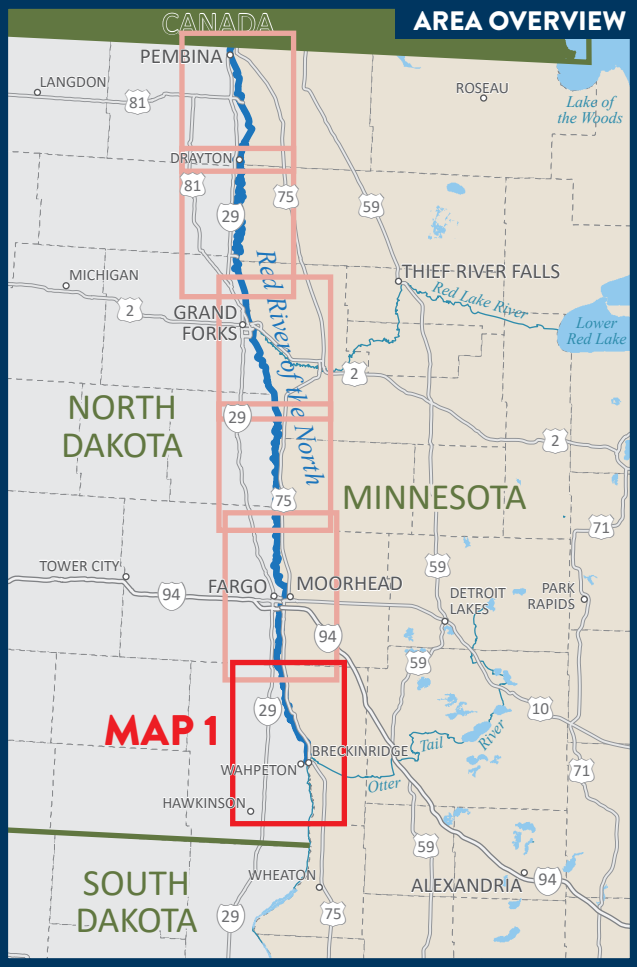 CANADA
AREA OVERVIEW
PEMBINA
LANGDON
81
ROSEAU
Lake of
the Woods
DRAYTON
81
75
59
29
MICHIGAN
THIEF RIVER FALLS
2
Red Lake River
GRAND
FORKS
Lower
Red Lake
Red River of the North
2
NORTH
DAKOTA
29
2
MINNESOTA
75
71
TOWER CITY
59
94
FARGO
MOORHEAD
DETROIT
LAKES
PARK
RAPIDS
94
59
29
10
MAP 1
BRECKINRIDGE
Otter
Tail
River
WAHPETON
71
HAWKINSON
59
SOUTH
DAKOTA
WHEATON
ALEXANDRIA
94
29
75